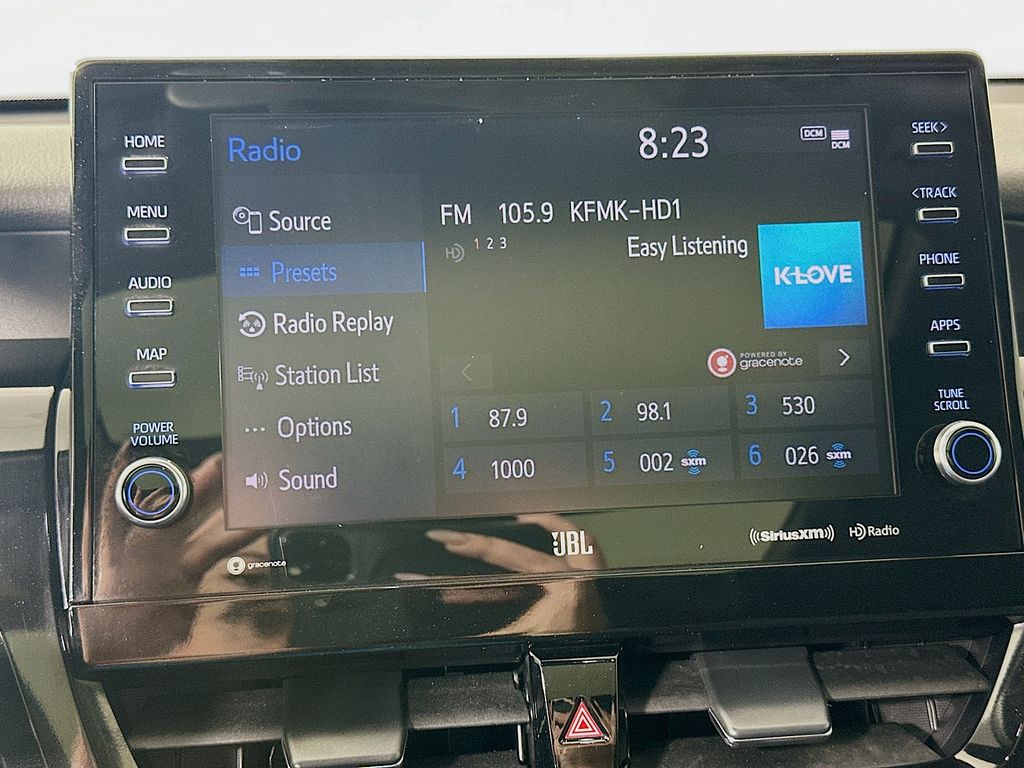 HOME
MENU
AUDIO
MAP
POWER
VOLUME
Radio
8:23
DCM
DCM
Source
Presets
Radio Replay
Station List
Options
Sound
FM 105.9 KFMK-HD1
HD 1 2 3
Easy Listening
K-LOVE
POWERED BY
gracenote
1 87.9 2 98.1 3 530
4 1000 5 002 sxm 6 026 sxm
SEEK>
<TRACK
PHONE
APPS
TUNE
SCROLL
gracenote
JBL
((SiriusXM))
HD Radio